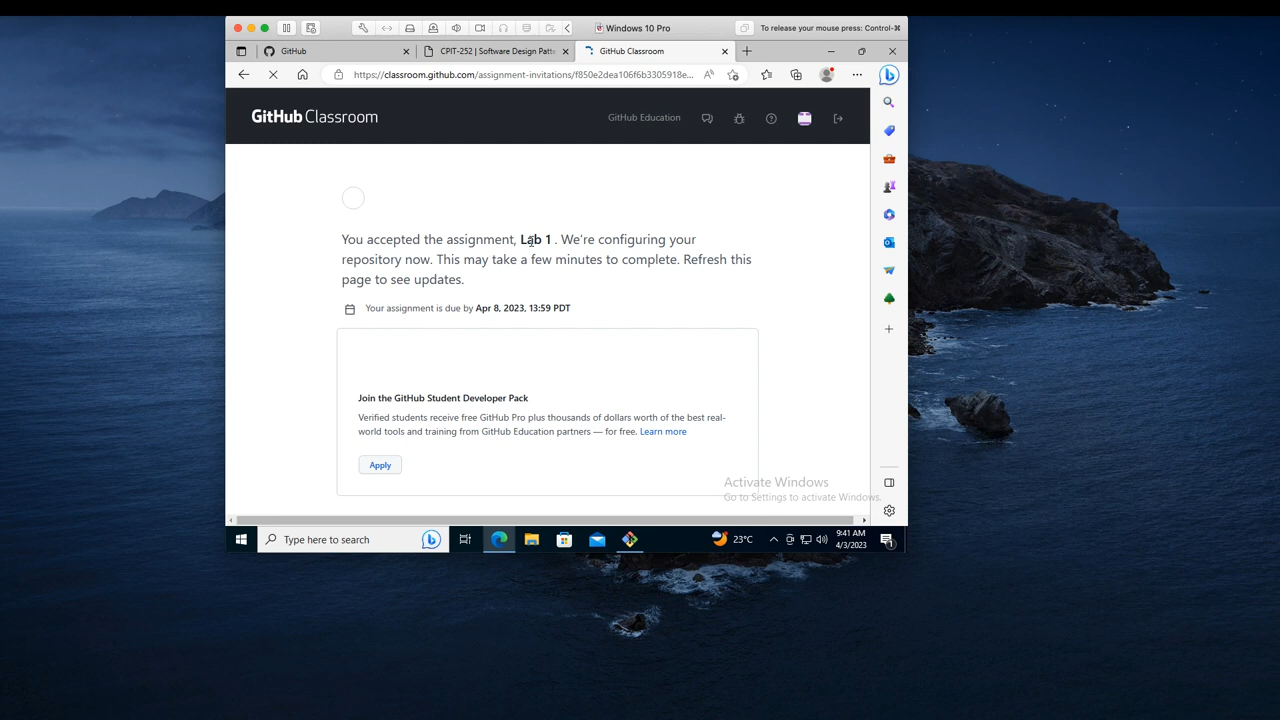 Windows 10 Pro
To release your mouse press: Control-⌘
GitHub
CPIT-252 | Software Design Patte
GitHub Classroom
https://classroom.github.com/assignment-invitations/f850e2dea106f6b3305918e...
GitHub Classroom
GitHub Education
You accepted the assignment, Lab 1 . We're configuring your
repository now. This may take a few minutes to complete. Refresh this
page to see updates.
Your assignment is due by Apr 8, 2023, 13:59 PDT
Join the GitHub Student Developer Pack
Verified students receive free GitHub Pro plus thousands of dollars worth of the best real-
world tools and training from GitHub Education partners — for free. Learn more
Apply
Activate Windows
Go to Settings to activate Windows.
Type here to search
23°C
9:41 AM
4/3/2023
1